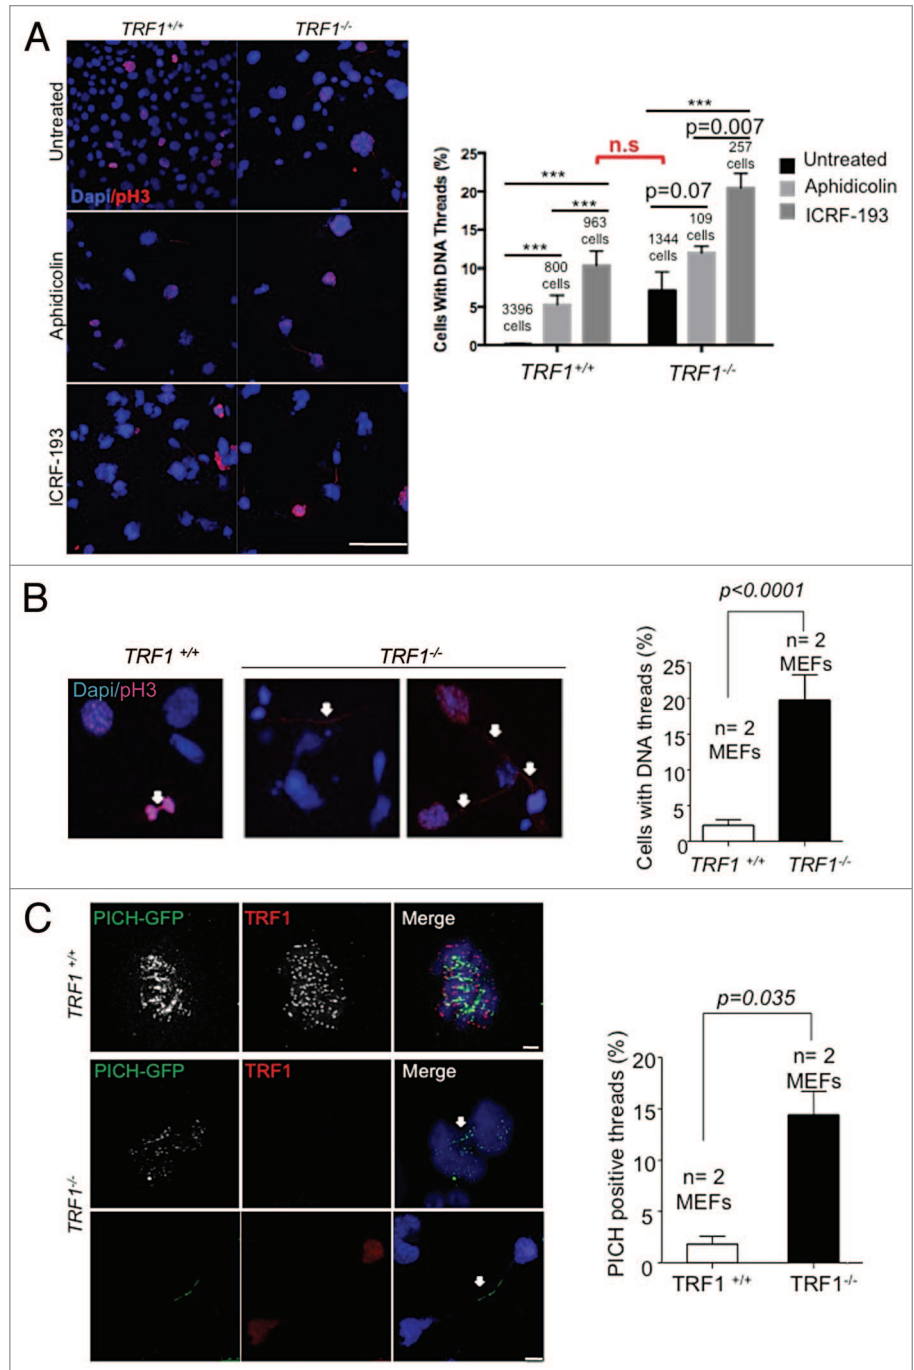 A
TRF1+/+
TRF1-/-
Untreated
Dapi/pH3
Aphidicolin
ICRF-193
Cells With DNA Threads (%)
25
20
15
10
5
0
3396
cells
800
cells
963
cells
***
***
***
n.s
1344
cells
109
cells
257
cells
p=0.07
p=0.007
***
TRF1+/+
TRF1-/-
Untreated
Aphidicolin
ICRF-193
B
TRF1 +/+
TRF1-/-
Dapi/pH3
p<0.0001
Cells with DNA threads (%)
25
20
15
10
5
0
n= 2
MEFs
n= 2
MEFs
TRF1 +/+
TRF1-/-
C
TRF1 +/+
PICH-GFP
TRF1
Merge
TRF1-/-
PICH-GFP
TRF1
Merge
p=0.035
PICH positive threads (%)
20
15
10
5
0
n= 2
MEFs
n= 2
MEFs
TRF1 +/+
TRF1-/-